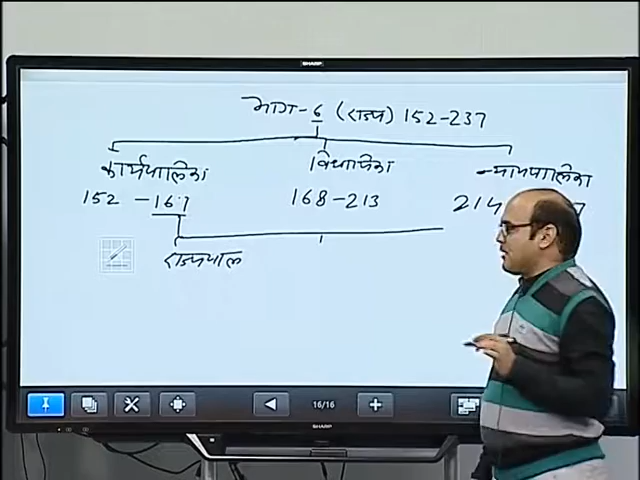 SHARP
भाग-6 (राज्य) 152-237
कार्यपालिका विधायिका न्यायपालिका
152 - 167 168-213 214
राज्यपाल
16/16
SHARP